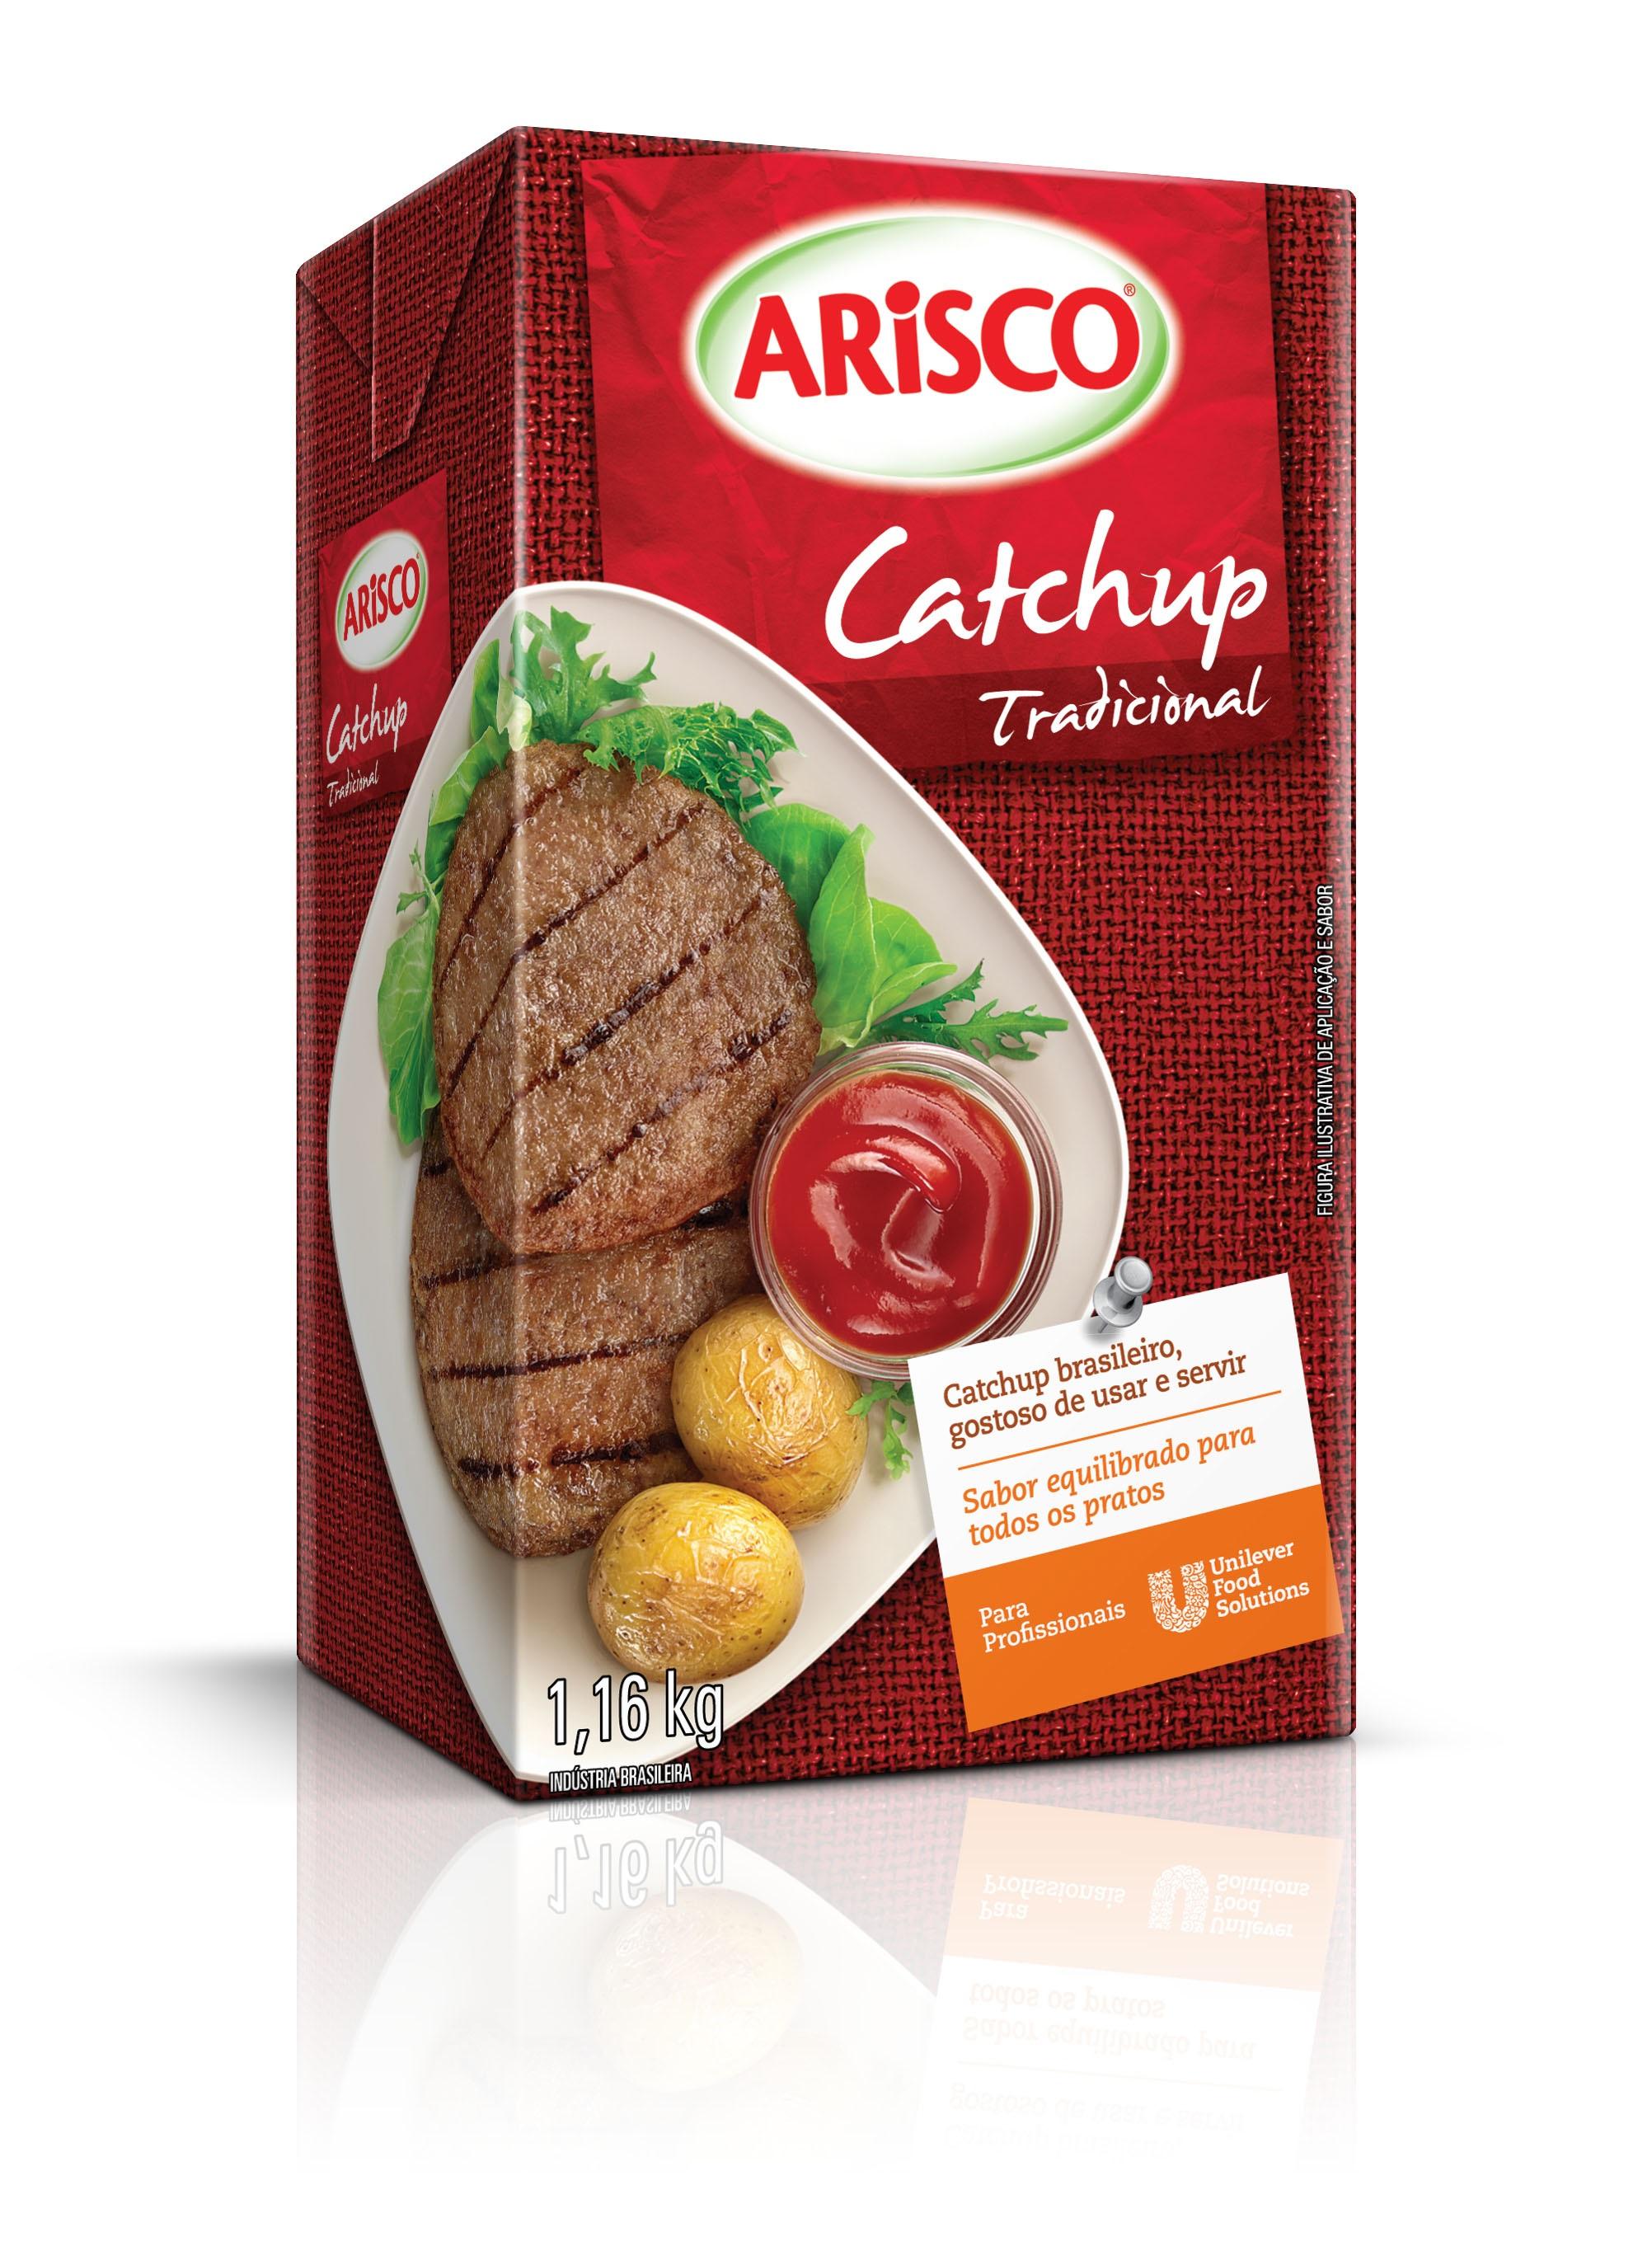 ARiSCO®
Catchup
Tradicional
ARiSCO
Catchup
Tradicional
FIGURA ILUSTRATIVA DE APLICAÇÃO E SABOR
Catchup brasileiro,
gostoso de usar e servir
Sabor equilibrado para
todos os pratos
Para
Profissionais
Unilever
Food
Solutions
1,16 kg
INDÚSTRIA BRASILEIRA